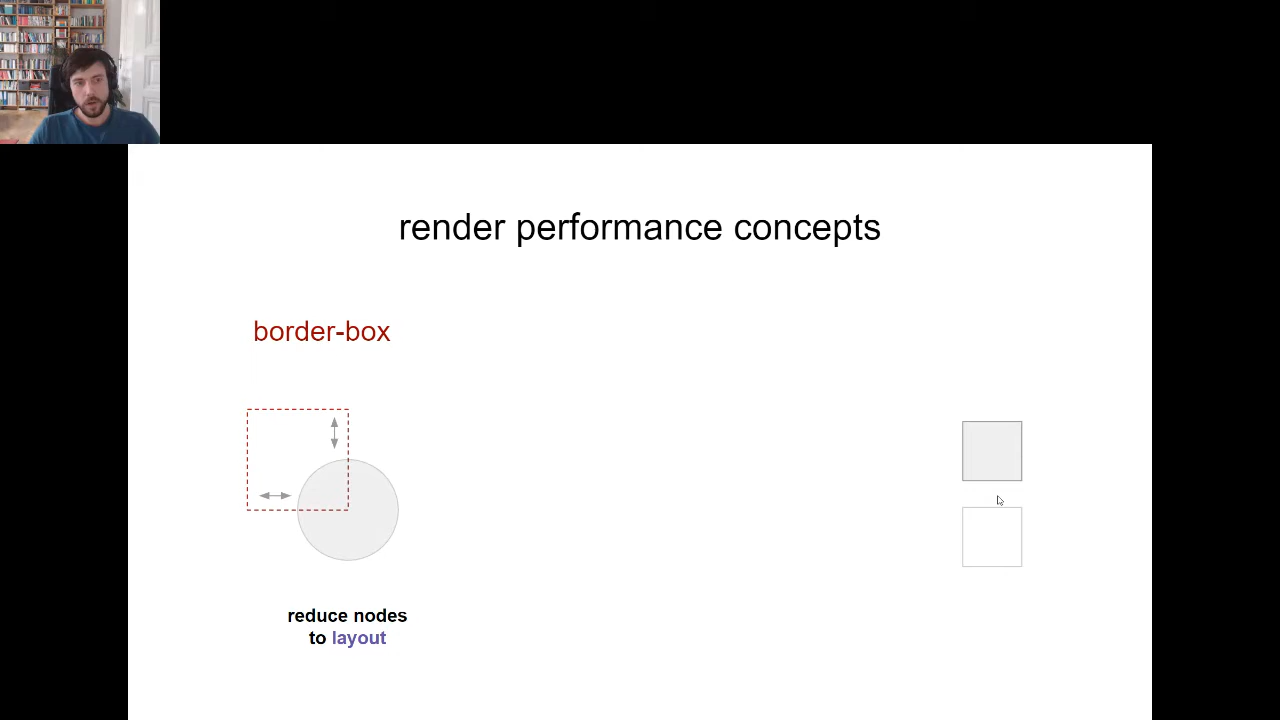 render performance concepts
border-box
reduce nodes
to layout